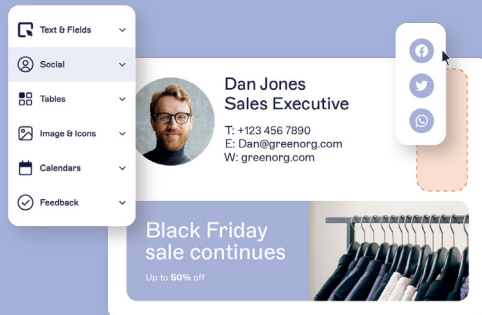 Text & Fields
Social
Tables
Image & Icons
Calendars
Feedback
Dan Jones
Sales Executive
T: +123 456 7890
E: Dan@greenorg.com
W: greenorg.com
Black Friday
sale continues
Up to 50% off